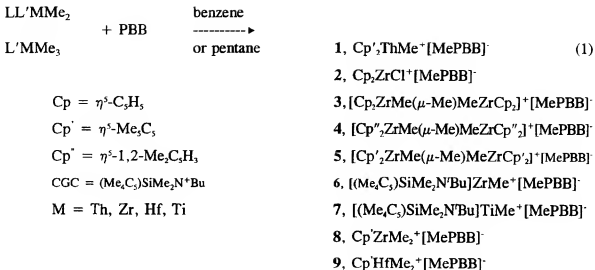 LL'MMe₂ benzene
+ PBB ----------►
L'MMe₃ or pentane
1, Cp'₂ThMe⁺[MePBB]⁻ (1)
2, Cp₂ZrCl⁺[MePBB]⁻
Cp = η⁵-C₅H₅ 3, [Cp₂ZrMe(μ-Me)MeZrCp₂]⁺[MePBB]⁻
Cp' = η⁵-Me₅C₅ 4, [Cp"₂ZrMe(μ-Me)MeZrCp"₂]⁺[MePBB]⁻
Cp" = η⁵-1,2-Me₂C₅H₃ 5, [Cp'₂ZrMe(μ-Me)MeZrCp'₂]⁺[MePBB]⁻
CGC = (Me₄C₅)SiMe₂NᵗBu 6, [(Me₄C₅)SiMe₂NᵗBu]ZrMe⁺[MePBB]⁻
M = Th, Zr, Hf, Ti 7, [(Me₄C₅)SiMe₂NᵗBu]TiMe⁺[MePBB]⁻
8, Cp'ZrMe₂⁺[MePBB]⁻
9, Cp'HfMe₂⁺[MePBB]⁻